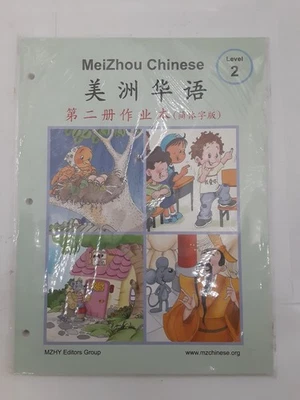 MeiZhou Chinese
Level
2
美洲华语
第二册作业本(简体字版)
MZHY Editors Group
www.mzchinese.org